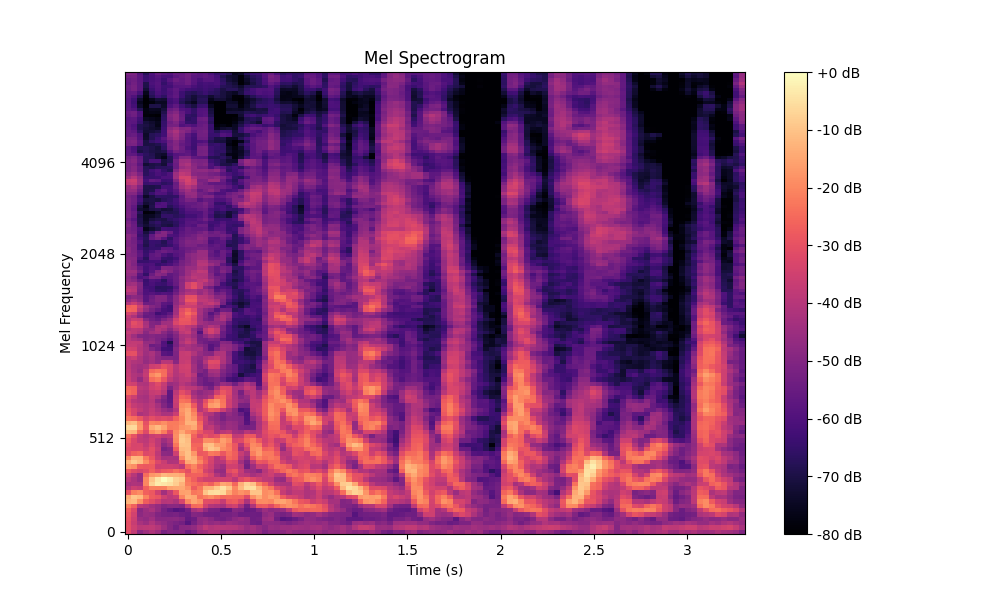 Mel Spectrogram
+0 dB
-10 dB
-20 dB
-30 dB
-40 dB
-50 dB
-60 dB
-70 dB
-80 dB
Mel Frequency
4096
2048
1024
512
0
0 0.5 1 1.5 2 2.5 3
Time (s)